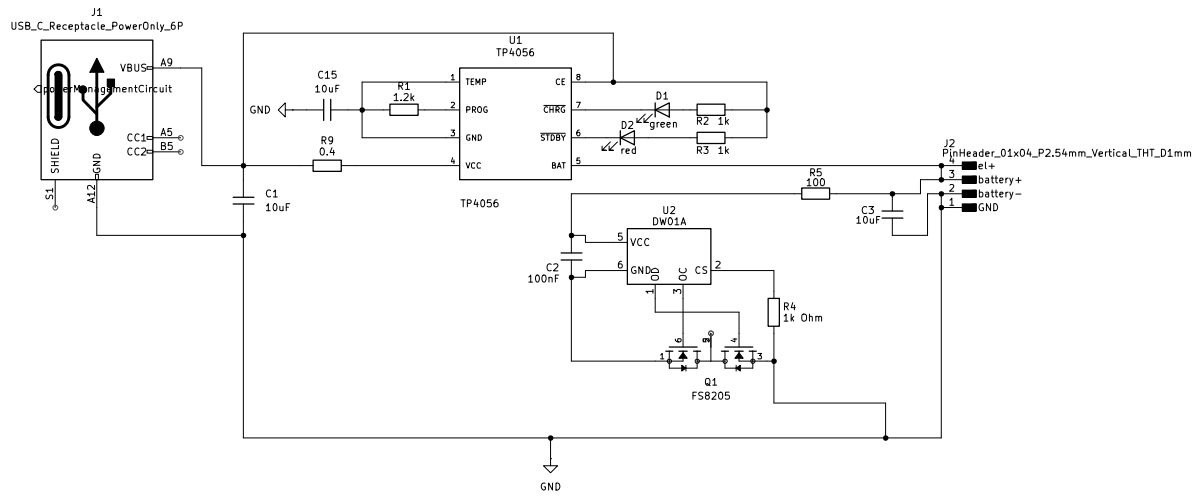 J1
USB_C_Receptacle_PowerOnly_6P
VBUS
A9
powerManagementCircuit
CC1
A5
CC2
B5
SHIELD
GND
S1
A12
C1
10uF
GND
C15
10uF
R1
1.2k
R9
0.4
U1
TP4056
1
TEMP
2
PROG
3
GND
4
VCC
CE
8
CHRG
7
STDBY
6
BAT
5
TP4056
D1
green
R2 1k
D2
red
R3 1k
J2
PinHeader_01x04_P2.54mm_Vertical_THT_D1mm
4
el+
3
battery+
2
battery-
1
GND
R5
100
C3
10uF
U2
DW01A
5
VCC
6
GND
OD
OC
CS
2
1
3
C2
100nF
R4
1k Ohm
1
6
4
3
Q1
FS8205
GND